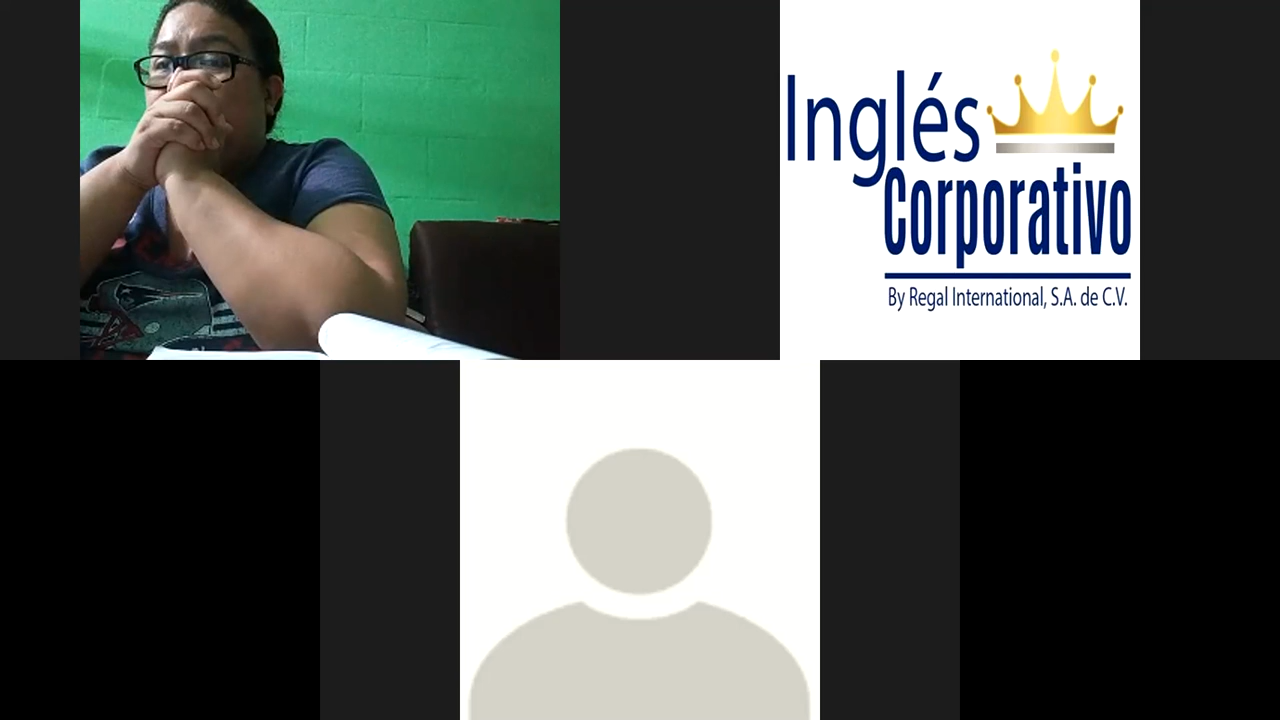 Inglés
Corporativo
By Regal International, S.A. de C.V.